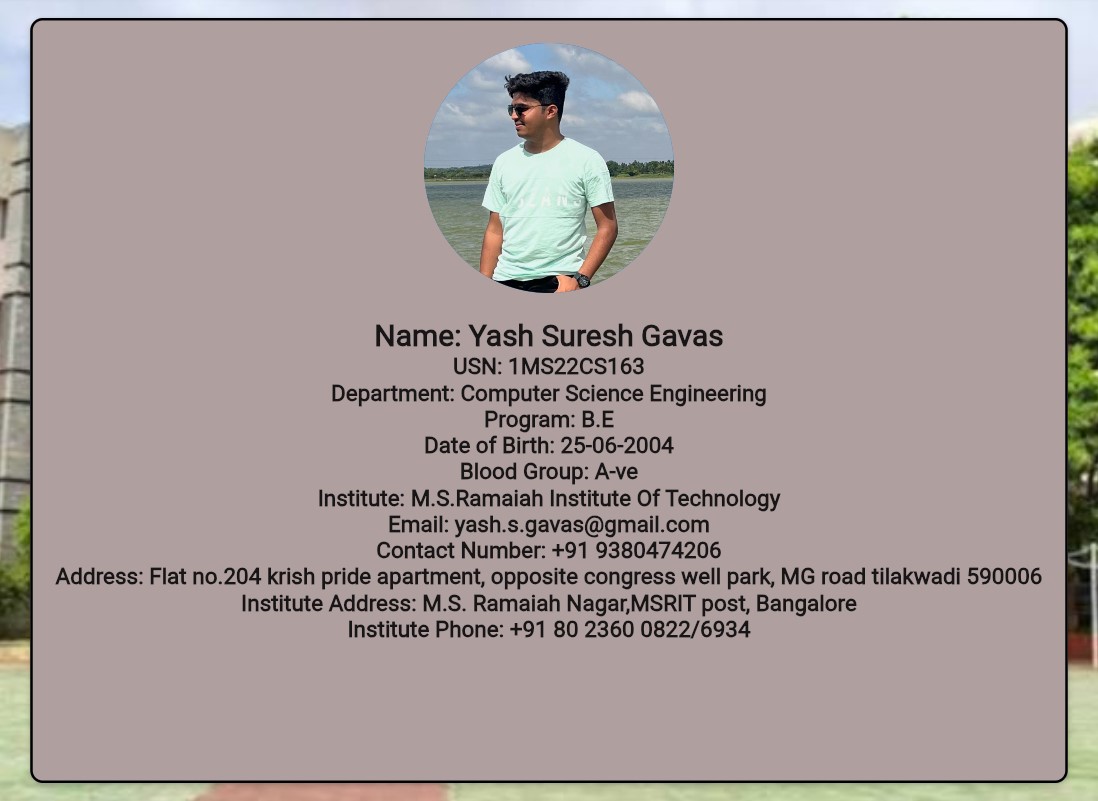 Name: Yash Suresh Gavas
USN: 1MS22CS163
Department: Computer Science Engineering
Program: B.E
Date of Birth: 25-06-2004
Blood Group: A-ve
Institute: M.S.Ramaiah Institute Of Technology
Email: yash.s.gavas@gmail.com
Contact Number: +91 9380474206
Address: Flat no.204 krish pride apartment, opposite congress well park, MG road tilakwadi 590006
Institute Address: M.S. Ramaiah Nagar,MSRIT post, Bangalore
Institute Phone: +91 80 2360 0822/6934